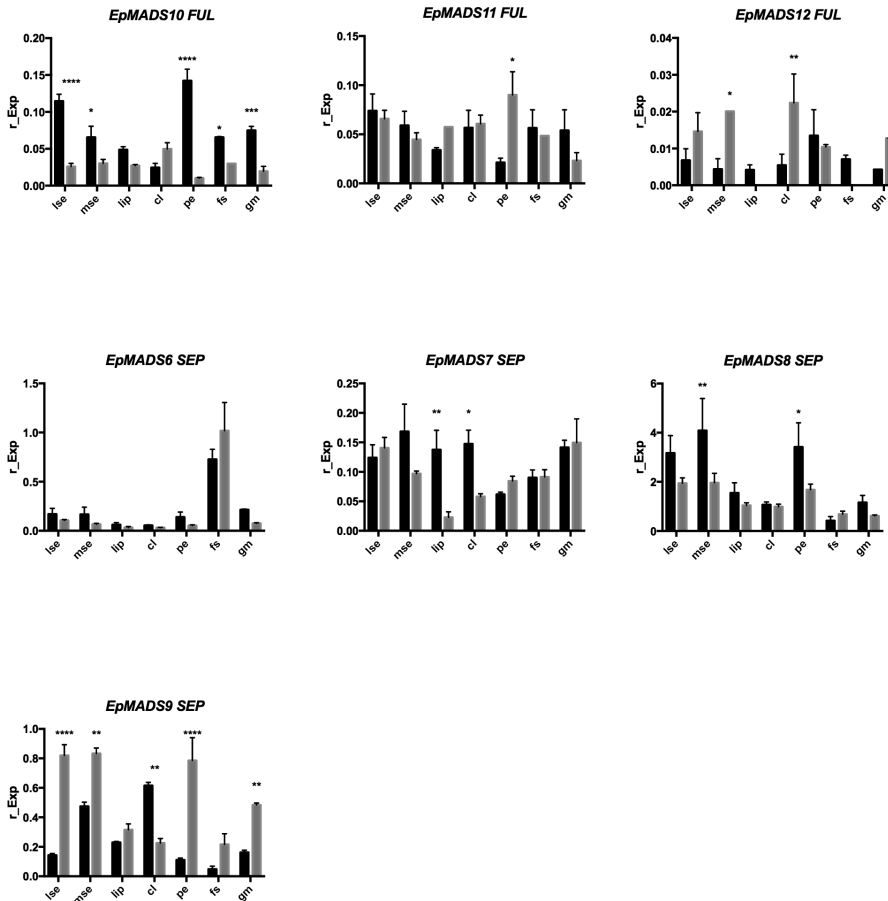 EpMADS10 FUL
EpMADS11 FUL
EpMADS12 FUL
0.20
0.15
0.10
0.05
0.00
r_Exp
****
*
****
*
***
lse
mse
lip
cl
pe
fs
gm
0.15
0.10
0.05
0.00
r_Exp
*
lse
mse
lip
cl
pe
fs
gm
0.04
0.03
0.02
0.01
0.00
r_Exp
*
**
lse
mse
lip
cl
pe
fs
gm
EpMADS6 SEP
EpMADS7 SEP
EpMADS8 SEP
1.5
1.0
0.5
0.0
r_Exp
lse
mse
lip
cl
pe
fs
gm
0.25
0.20
0.15
0.10
0.05
0.00
r_Exp
**
*
lse
mse
lip
cl
pe
fs
gm
6
4
2
0
r_Exp
**
*
lse
mse
lip
cl
pe
fs
gm
EpMADS9 SEP
1.0
0.8
0.6
0.4
0.2
0.0
r_Exp
****
**
**
****
**
lse
mse
lip
cl
pe
fs
gm